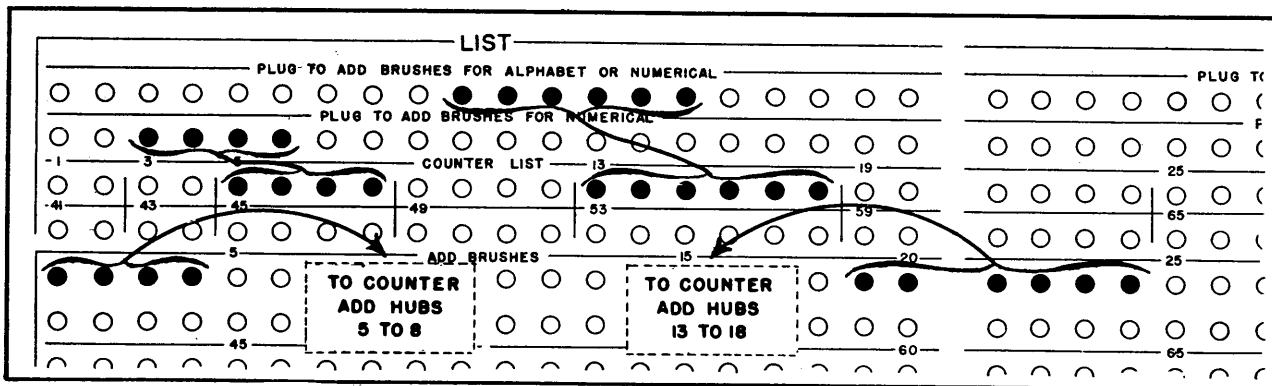 LIST
PLUG TO ADD BRUSHES FOR ALPHABET OR NUMERICAL PLUG
PLUG TO ADD BRUSHES FOR NUMERICAL
1 3 5 COUNTER LIST 13 19 25
41 43 45 49 53 59 65
5 ADD BRUSHES 15 20 25
TO COUNTER
ADD HUBS
5 TO 8
TO COUNTER
ADD HUBS
13 TO 18
45 60 65